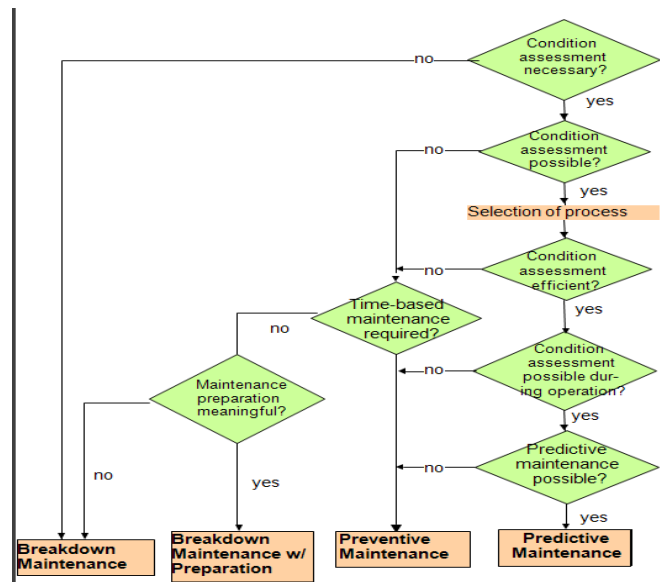 Condition
assessment
necessary?
no
yes
Condition
assessment
possible?
no
yes
Selection of process
Condition
assessment
efficient?
no
yes
Time-based
maintenance
required?
no
Condition
assessment
possible dur-
ing operation?
no
yes
Maintenance
preparation
meaningful?
no
yes
Predictive
maintenance
possible?
no
yes
Breakdown
Maintenance
Breakdown
Maintenance w/
Preparation
Preventive
Maintenance
Predictive
Maintenance